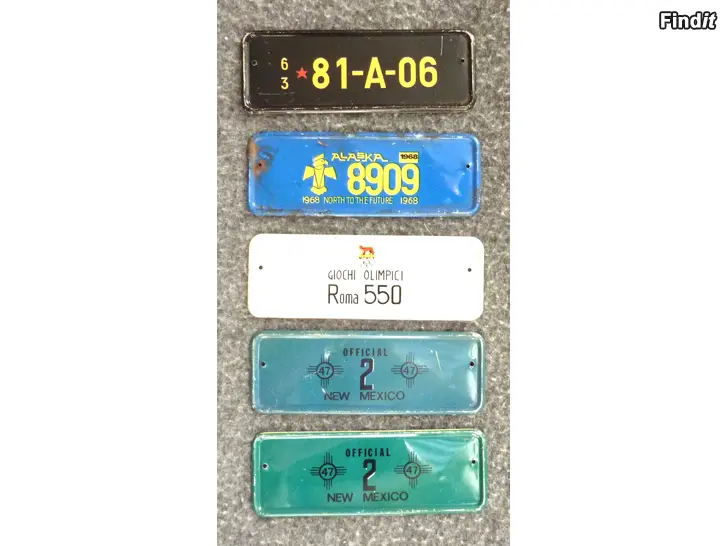 Findit
6
3
81-A-06
ALASKA 1968
8909
1968 NORTH TO THE FUTURE 1968
GIOCHI OLIMPICI
Roma 550
OFFICIAL
47 2 47
NEW MEXICO
OFFICIAL
47 2 47
NEW MEXICO